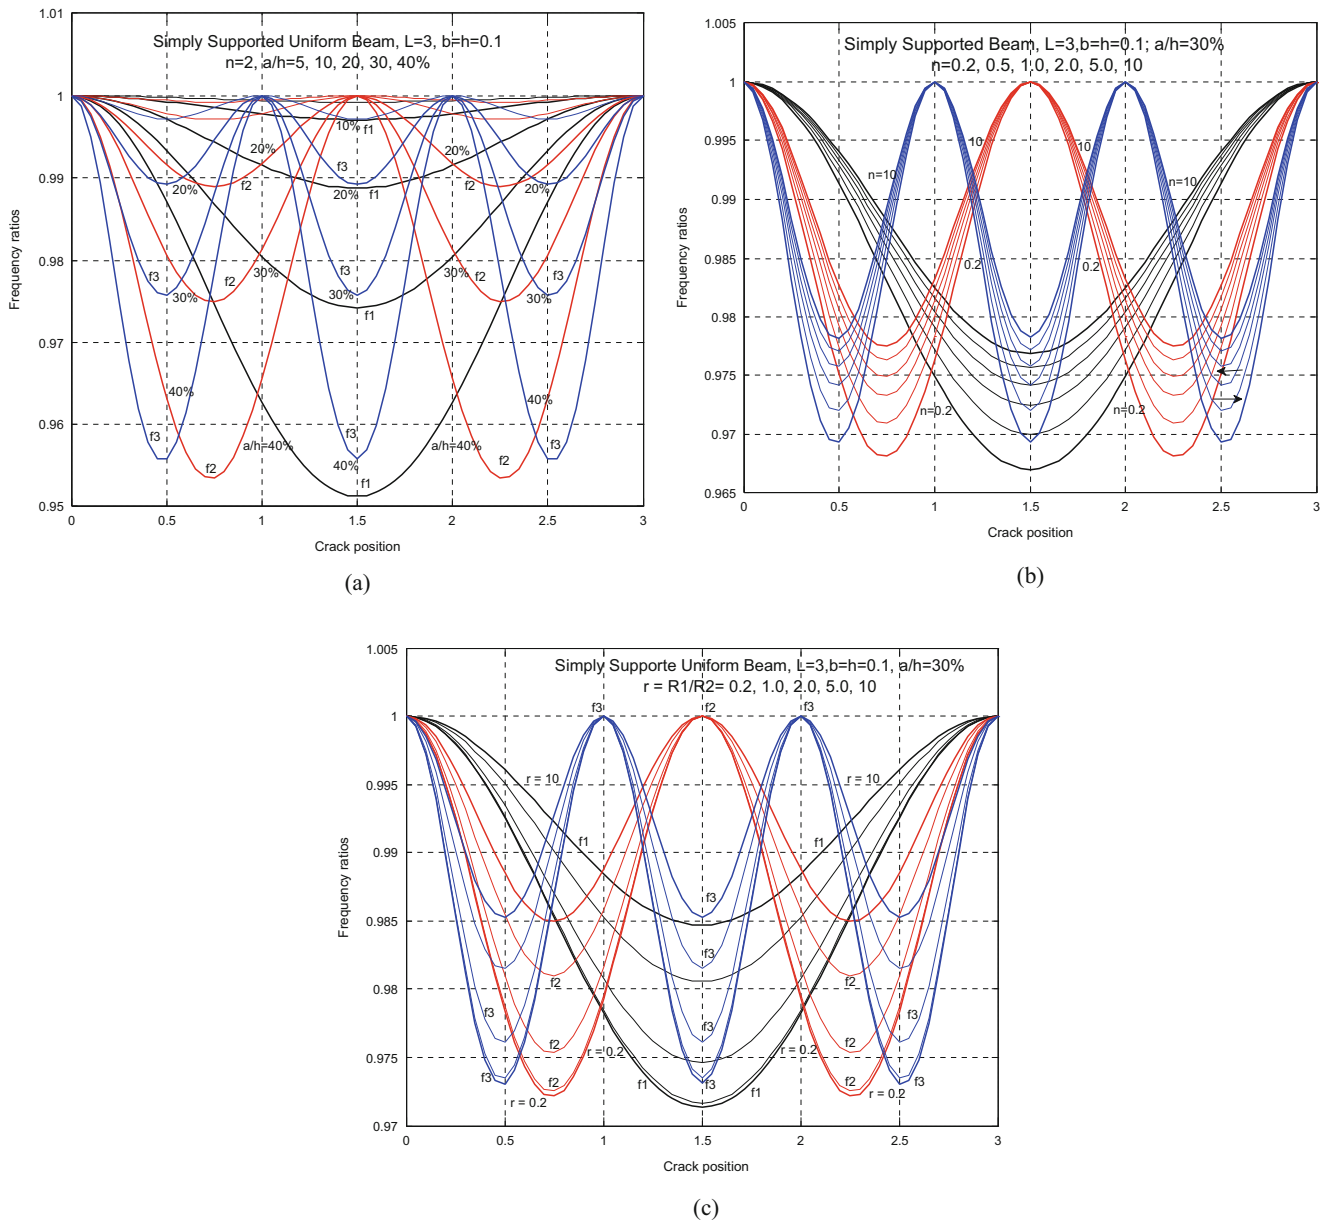 Simply Supported Uniform Beam, L=3, b=h=0.1
n=2, a/h=5, 10, 20, 30, 40%
1.01
1
0.99
0.98
0.97
0.96
0.95
Frequency ratios
10% f1
20% 20%
f3
f2 f2
20% 20% f1 20%
f3 f2 30% f3 30% f2 f3
30% 30% 30%
f1
40% 40%
f3 a/h=40% f3 a/h=40% f3
f2 40% f2
f1
0 0.5 1 1.5 2 2.5 3
Crack position
(a)
Simply Supported Beam, L=3,b=h=0.1; a/h=30%
n=0.2, 0.5, 1.0, 2.0, 5.0, 10
1.005
1
0.995
0.99
0.985
0.98
0.975
0.97
0.965
Frequency ratios
10 10
n=10 n=10
0.2 0.2
n=0.2 n=0.2
0 0.5 1 1.5 2 2.5 3
Crack position
(b)
Simply Supporte Uniform Beam, L=3,b=h=0.1, a/h=30%
r = R1/R2= 0.2, 1.0, 2.0, 5.0, 10
1.005
1
0.995
0.99
0.985
0.98
0.975
0.97
Frequency ratios
f3 f2 f3
r = 10 r = 10
f1 f1
f3
f3
f2 f2
f3 f3 f3
f2 r = 0.2 r = 0.2 f2
f3 f2 f1 f3 f1 f2 f3
r = 0.2 r = 0.2
0 0.5 1 1.5 2 2.5 3
Crack position
(c)